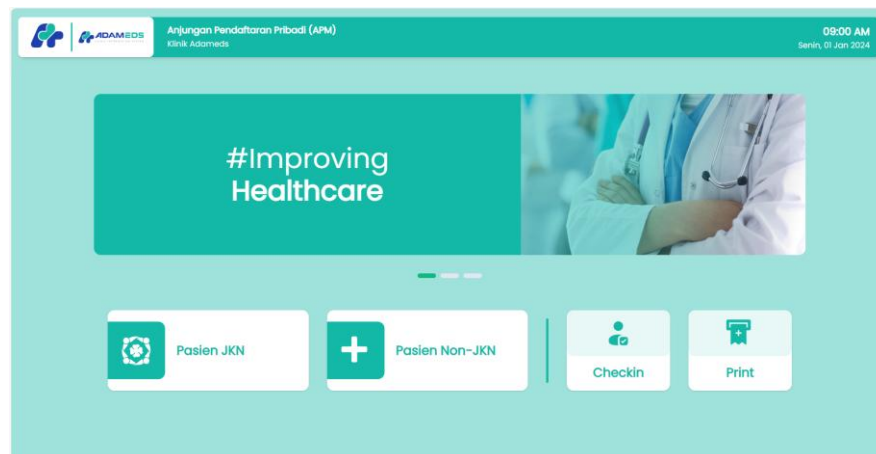 ADAMEDS
Anjungan Pendaftaran Pribadi (APM)
Klinik Adameds
09:00 AM
Senin, 01 Jan 2024
#Improving
Healthcare
Pasien JKN
Pasien Non-JKN
Checkin
Print